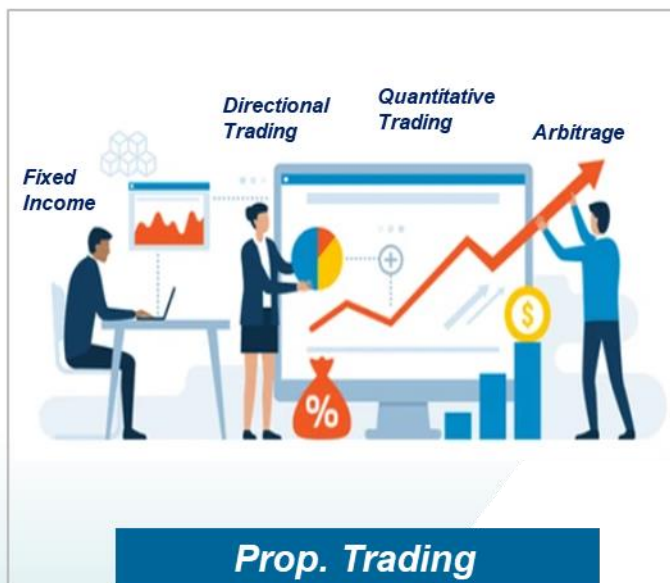 Directional
Trading
Quantitative
Trading
Arbitrage
Fixed
Income
$
%
Prop. Trading